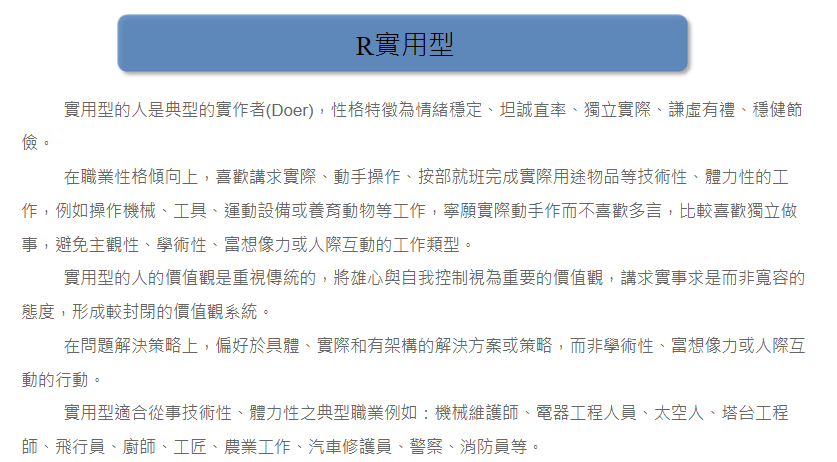 R實用型
實用型的人是典型的實作者(Doer)，性格特徵為情緒穩定、坦誠直率、獨立實際、謙虛有禮、穩健節
儉。
在職業性格傾向上，喜歡講求實際、動手操作、按部就班完成實際用途物品等技術性、體力性的工
作，例如操作機械、工具、運動設備或養育動物等工作，寧願實際動手作而不喜歡多言，比較喜歡獨立做
事，避免主觀性、學術性、富想像力或人際互動的工作類型。
實用型的人的價值觀是重視傳統的，將雄心與自我控制視為重要的價值觀，講求實事求是而非寬容的
態度，形成較封閉的價值觀系統。
在問題解決策略上，偏好於具體、實際和有架構的解決方案或策略，而非學術性、富想像力或人際互
動的行動。
實用型適合從事技術性、體力性之典型職業例如：機械維護師、電器工程人員、太空人、塔台工程
師、飛行員、廚師、工匠、農業工作、汽車修護員、警察、消防員等。